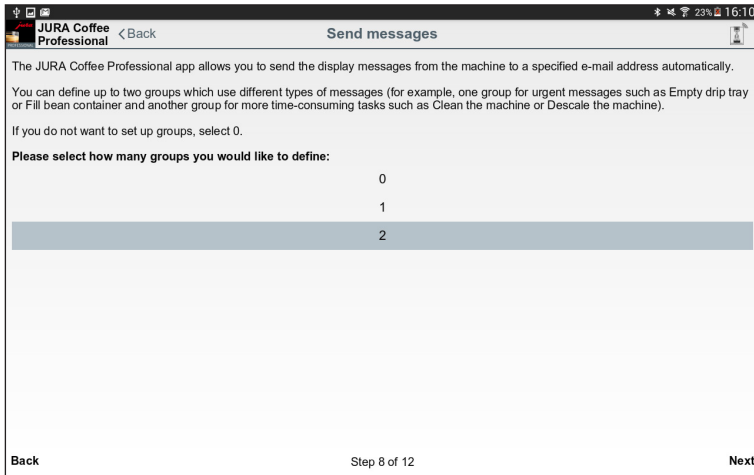 23% 16:10
JURA Coffee
Professional
Back
Send messages
The JURA Coffee Professional app allows you to send the display messages from the machine to a specified e-mail address automatically.
You can define up to two groups which use different types of messages (for example, one group for urgent messages such as Empty drip tray
or Fill bean container and another group for more time-consuming tasks such as Clean the machine or Descale the machine).
If you do not want to set up groups, select 0.
Please select how many groups you would like to define:
0
1
2
Back
Step 8 of 12
Next